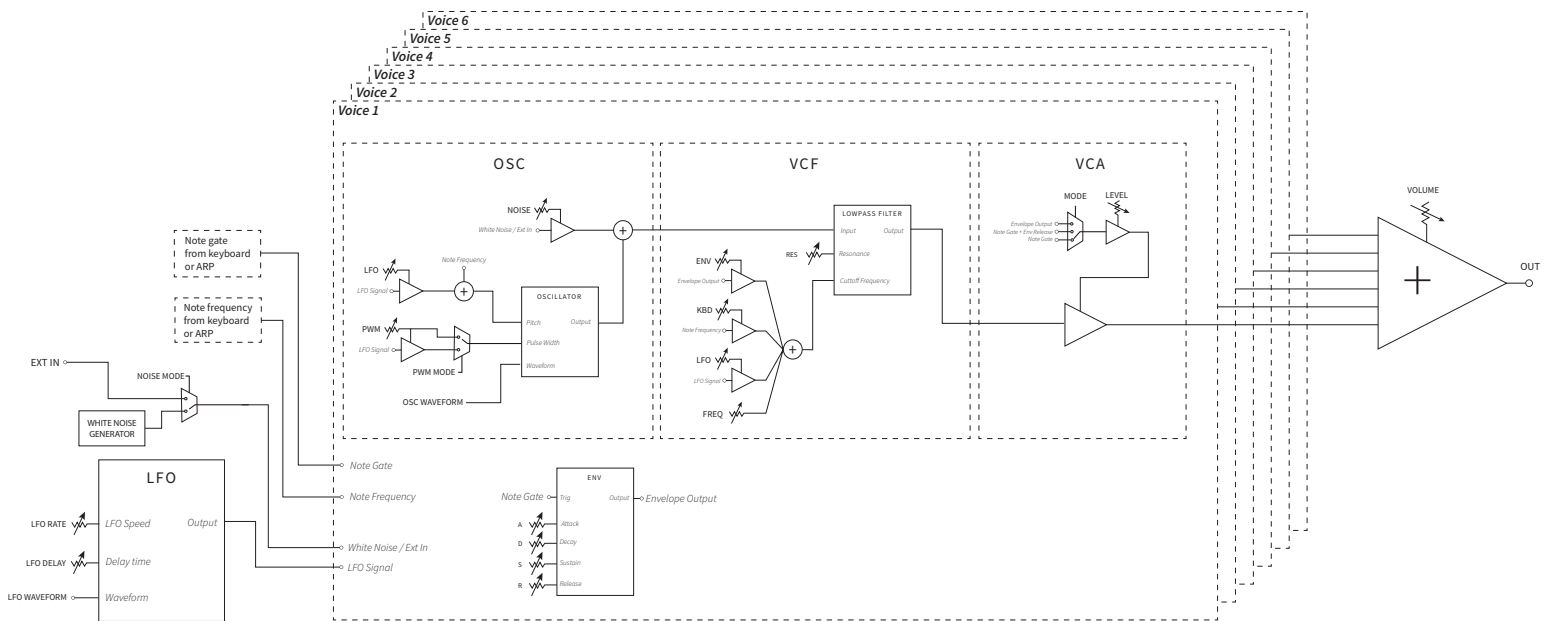 Voice 6
Voice 5
Voice 4
Voice 3
Voice 2
Voice 1
OSC
VCF
VCA
NOISE
White Noise / Ext In
LFO
LFO Signal
Note Frequency
PWM
LFO Signal
PWM MODE
OSC WAVEFORM
OSCILLATOR
Pitch
Output
Pulse Width
Waveform
LOWPASS FILTER
Input
Output
RES
Resonance
Cuttoff Frequency
ENV
Envelope Output
KBD
Note Frequency
LFO
LFO Signal
FREQ
MODE
LEVEL
Envelope Output
Note Gate + Env Release
Note Gate
VOLUME
OUT
Note gate
from keyboard
or ARP
Note frequency
from keyboard
or ARP
EXT IN
NOISE MODE
WHITE NOISE
GENERATOR
LFO
LFO RATE
LFO Speed
Output
LFO DELAY
Delay time
LFO WAVEFORM
Waveform
Note Gate
Note Frequency
White Noise / Ext In
LFO Signal
ENV
Note Gate
Trig
Output
Envelope Output
A
Attack
D
Decay
S
Sustain
R
Release